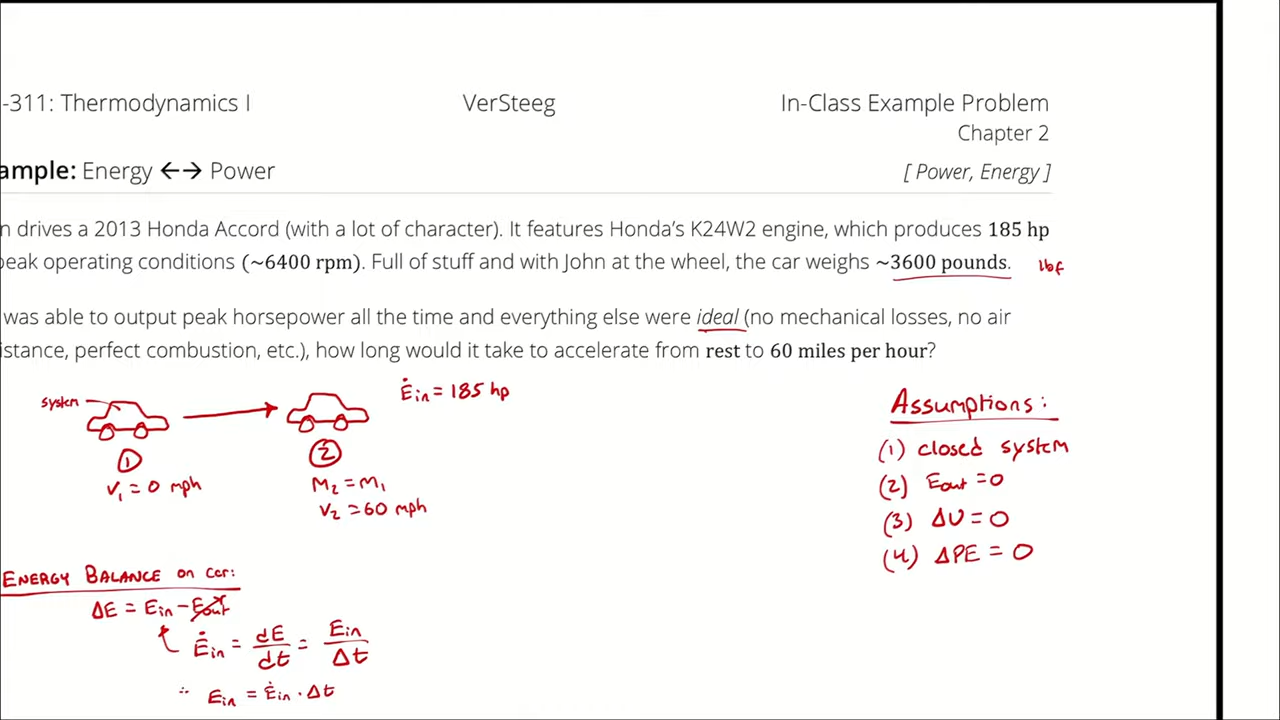 -311: Thermodynamics I VerSteeg In-Class Example Problem
Chapter 2
ample: Energy ←→ Power [ Power, Energy ]
n drives a 2013 Honda Accord (with a lot of character). It features Honda's K24W2 engine, which produces 185 hp
peak operating conditions (~6400 rpm). Full of stuff and with John at the wheel, the car weighs ~3600 pounds. lbf
was able to output peak horsepower all the time and everything else were ideal (no mechanical losses, no air
istance, perfect combustion, etc.), how long would it take to accelerate from rest to 60 miles per hour?
Ėin = 185 hp
system
Assumptions:
(1) closed system
(2) Eout = 0
(3) ΔU = 0
(4) ΔPE = 0
① ②
V₁ = 0 mph M₂ = M₁
V₂ = 60 mph
ENERGY BALANCE on car:
ΔE = Ein - Eout
Ėin = dE/dt = Ein/Δt
∴ Ein = Ėin · Δt